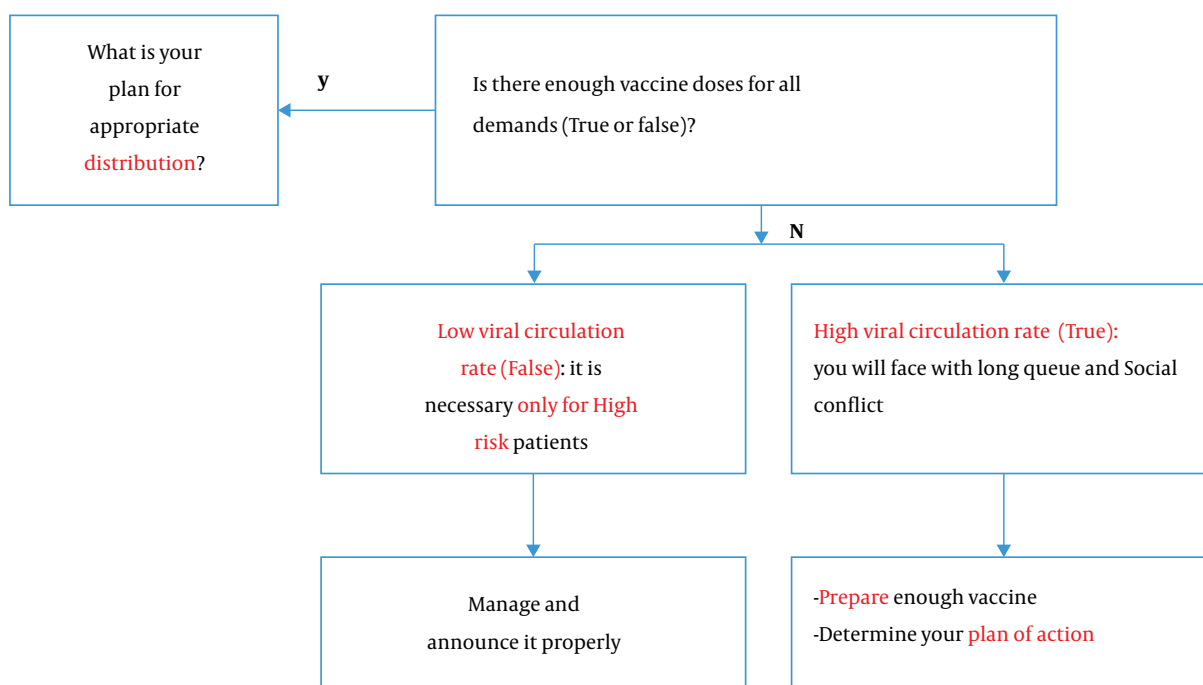 What is your
plan for
appropriate
distribution?
y
Is there enough vaccine doses for all
demands (True or false)?
N
Low viral circulation
rate (False): it is
necessary only for High
risk patients
High viral circulation rate (True):
you will face with long queue and Social
conflict
Manage and
announce it properly
-Prepare enough vaccine
-Determine your plan of action